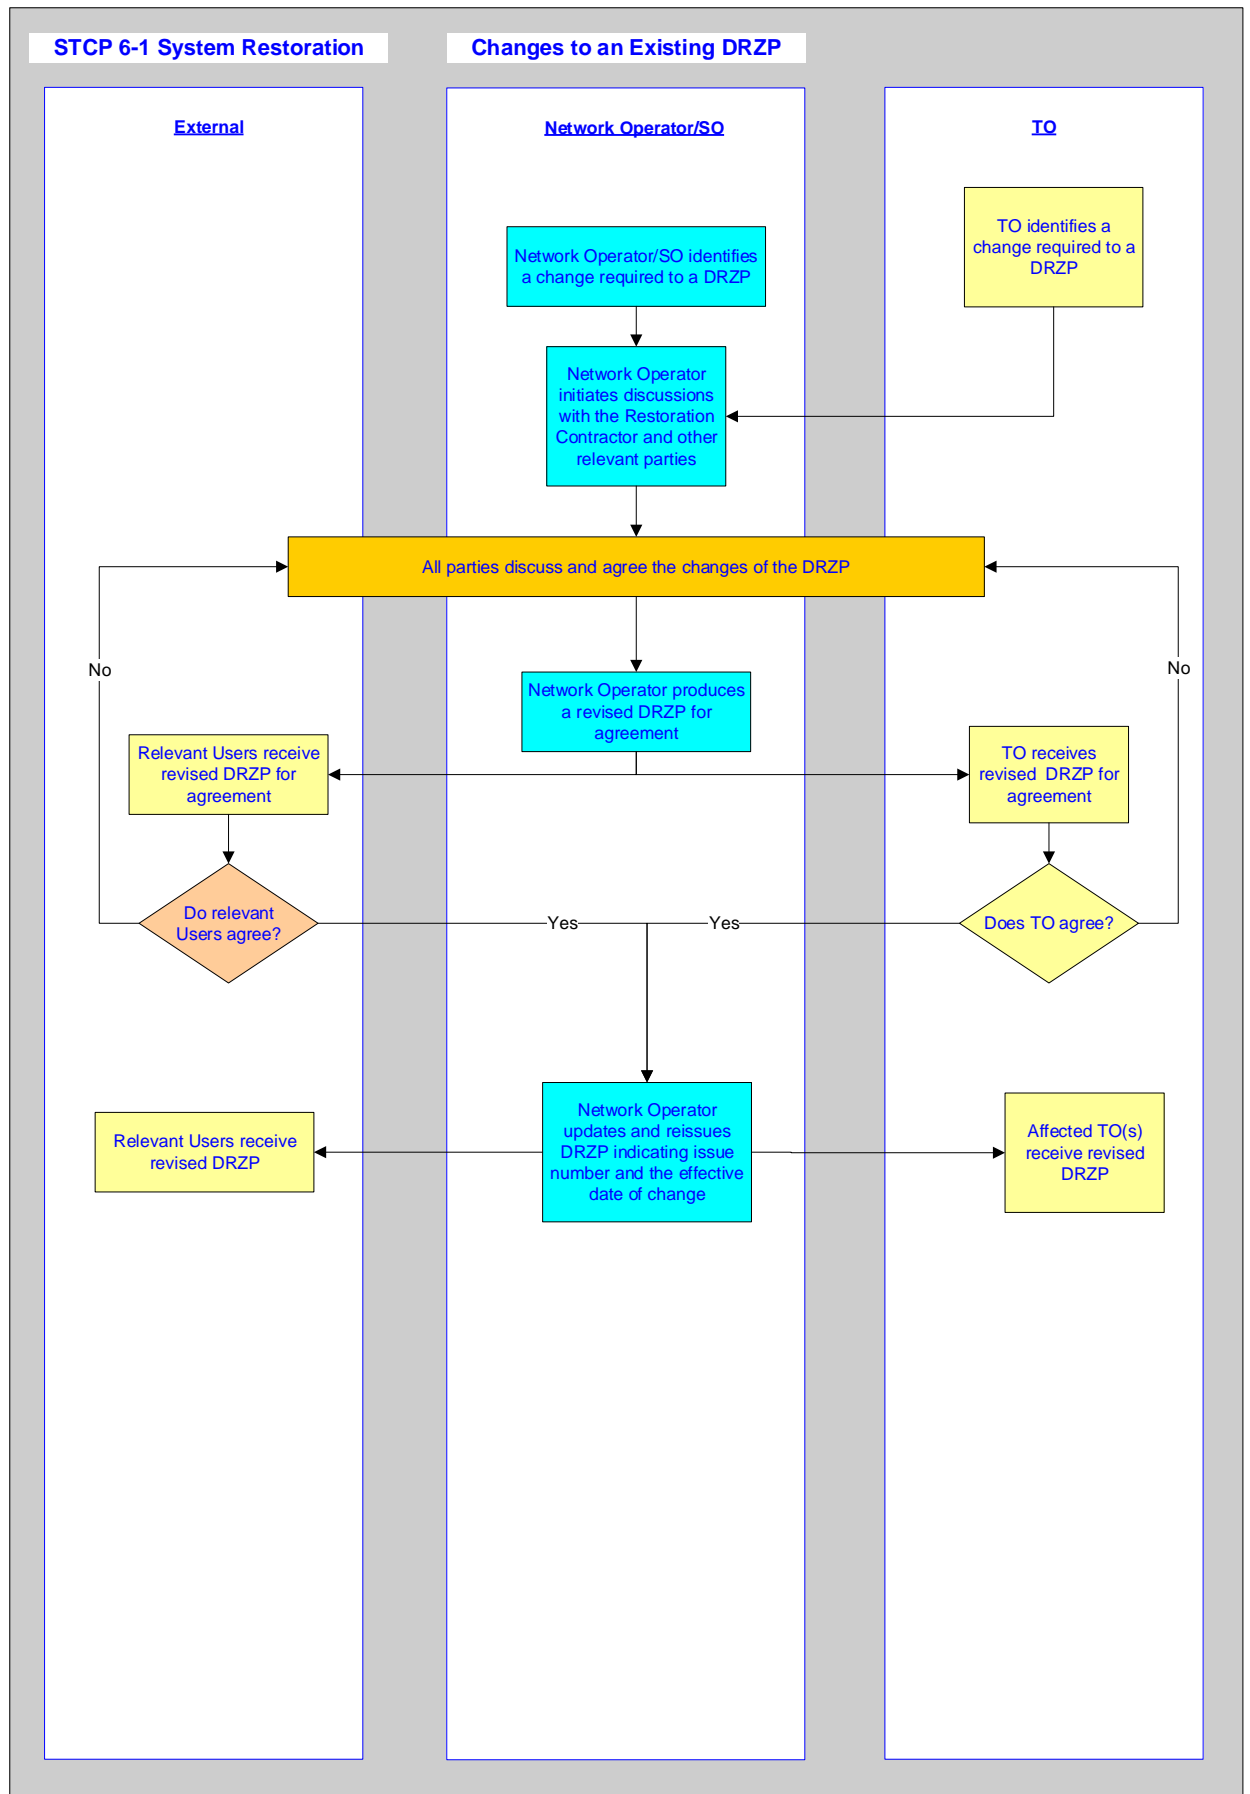 STCP 6-1 System Restoration
Changes to an Existing DRZP
External
Network Operator/SO
TO
TO identifies a
change required to a
DRZP
Network Operator/SO identifies
a change required to a DRZP
Network Operator
initiates discussions
with the Restoration
Contractor and other
relevant parties
All parties discuss and agree the changes of the DRZP
No
No
Network Operator produces
a revised DRZP for
agreement
Relevant Users receive
revised DRZP for
agreement
TO receives
revised DRZP for
agreement
Do relevant
Users agree?
Yes
Yes
Does TO agree?
Network Operator
updates and reissues
DRZP indicating issue
number and the effective
date of change
Relevant Users receive
revised DRZP
Affected TO(s)
receive revised
DRZP